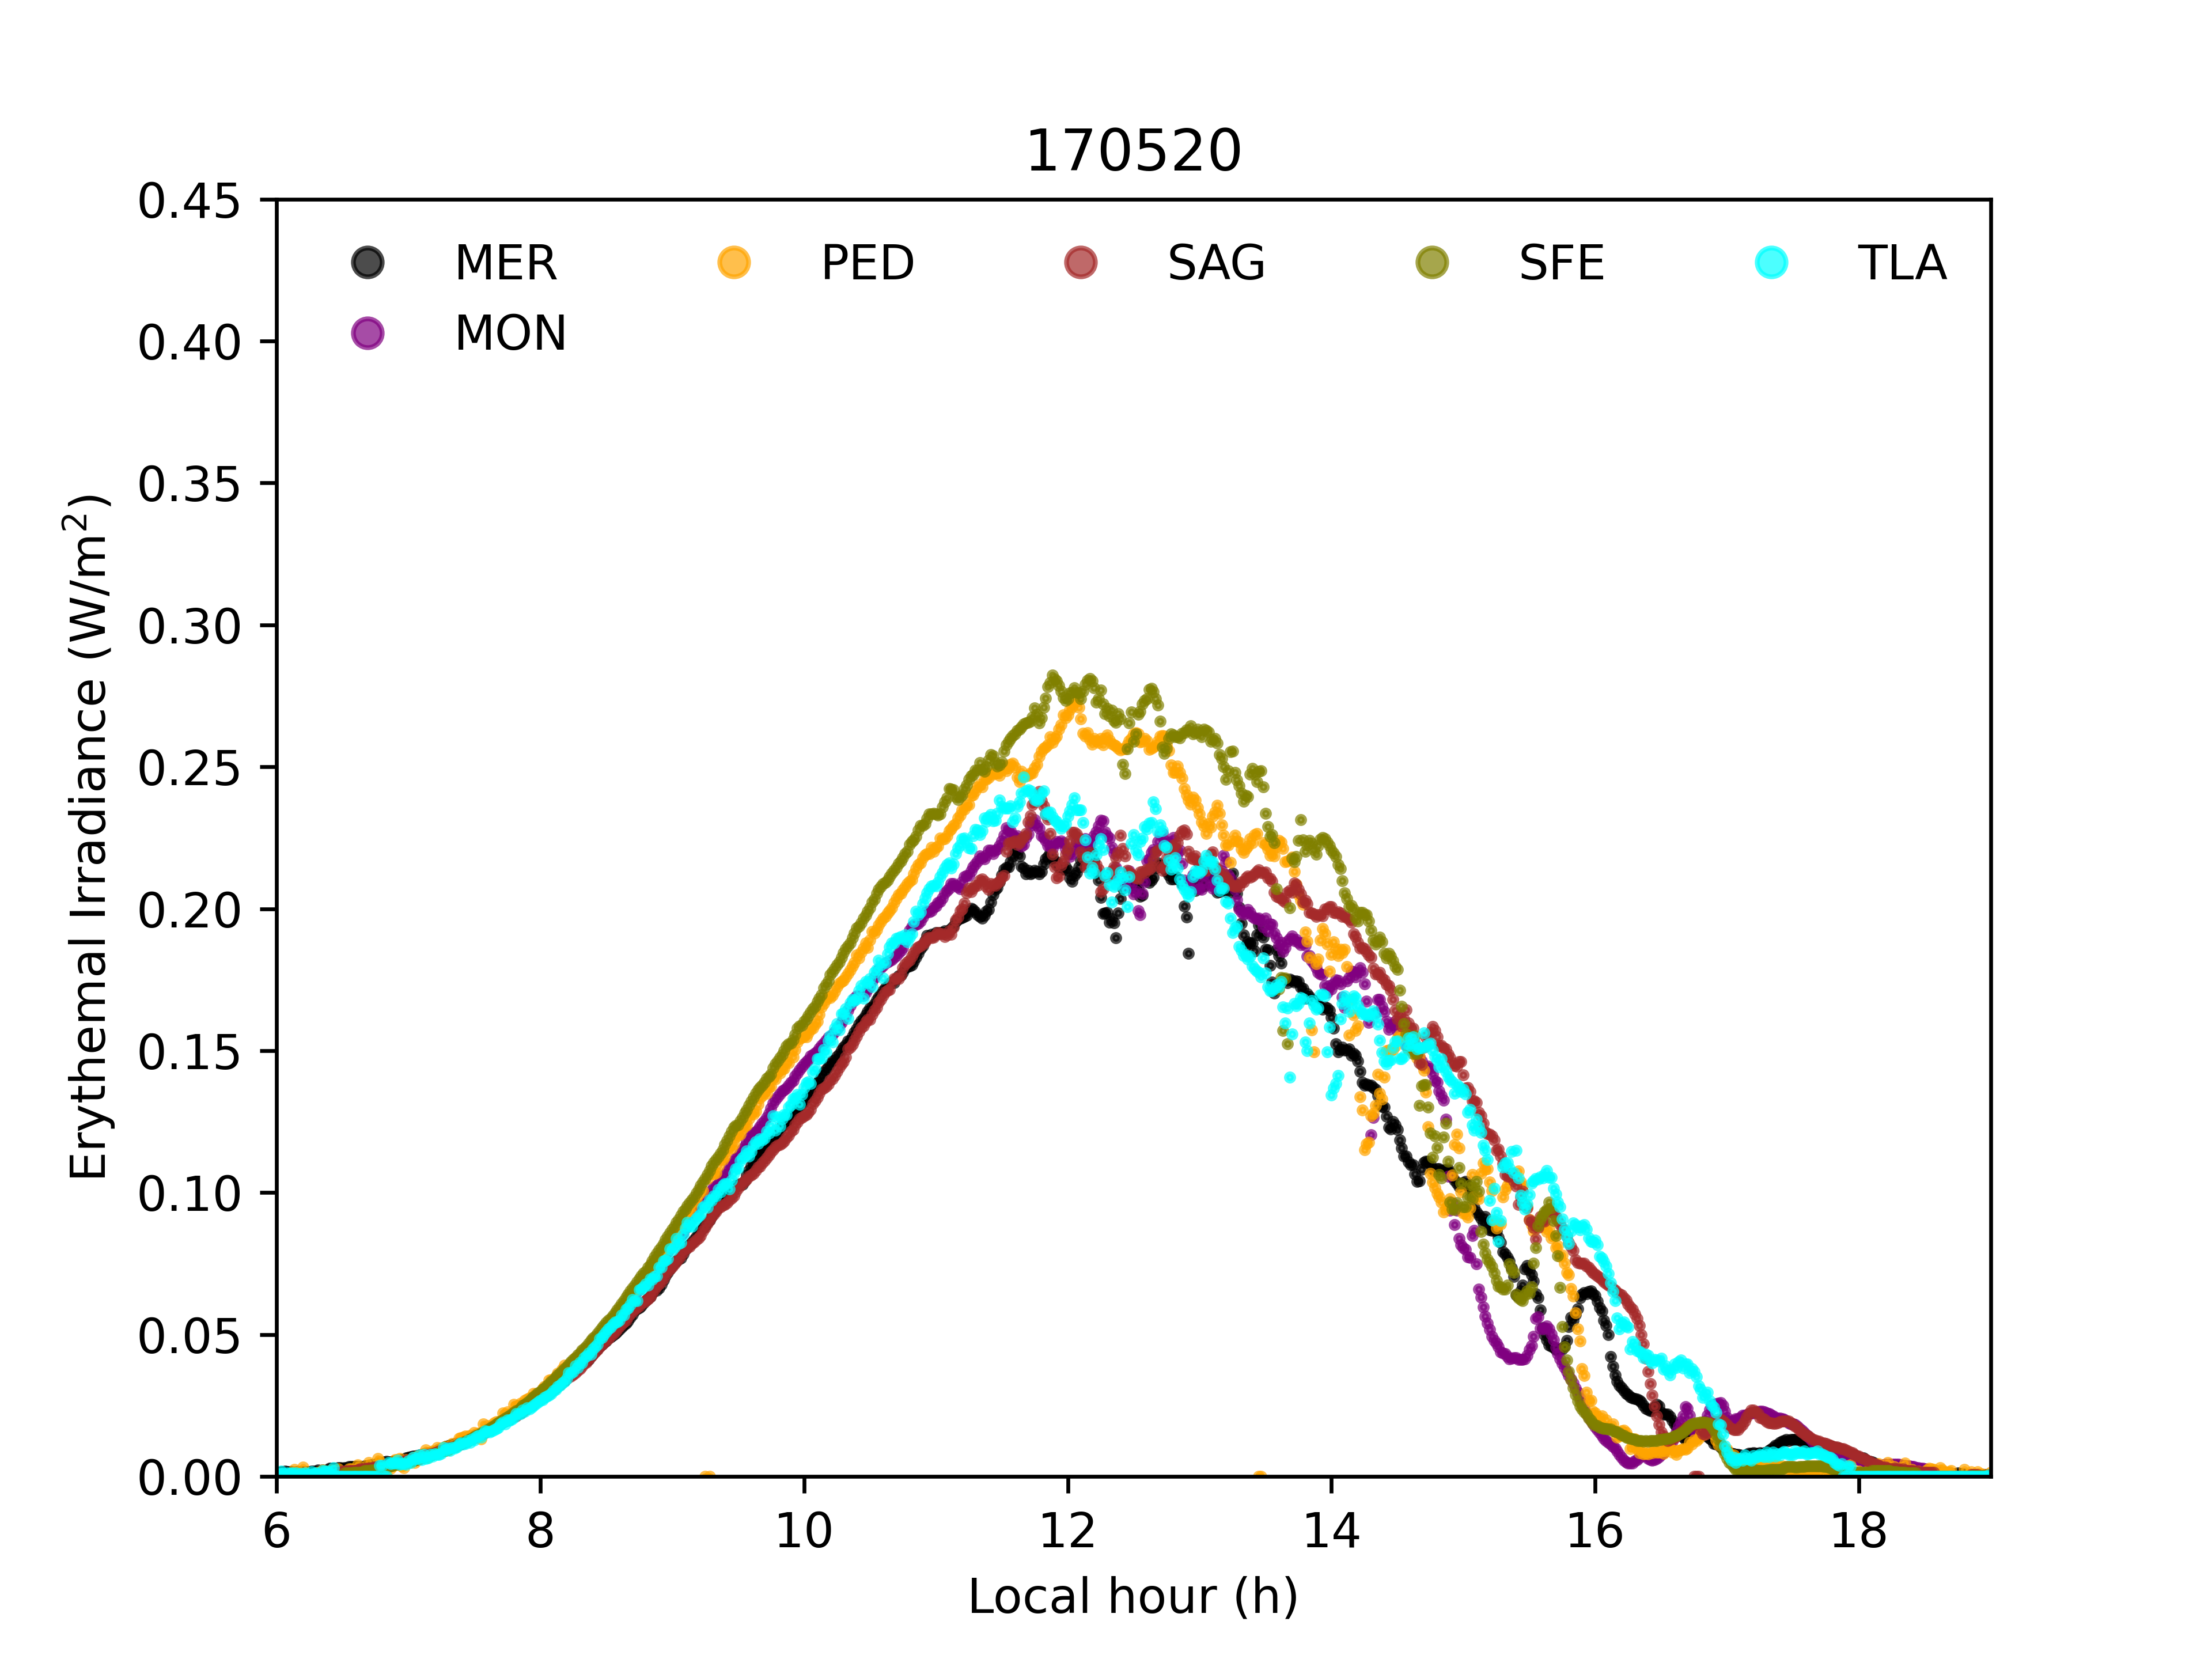 170520
0.45
0.40
0.35
0.30
0.25
0.20
0.15
0.10
0.05
0.00
Erythemal Irradiance (W/m²)
MER PED SAG SFE TLA
MON
6 8 10 12 14 16 18
Local hour (h)